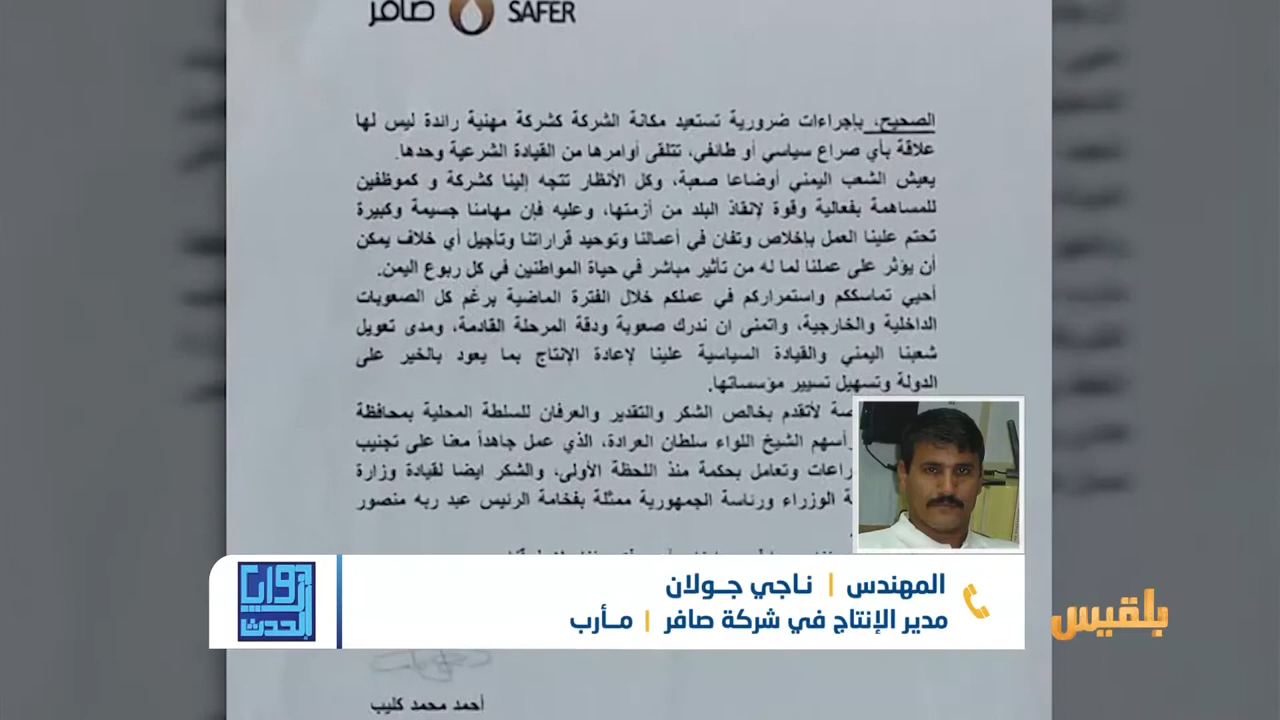 صافر SAFER
الصحيح، بإجراءات ضرورية تستعيد مكانة الشركة كشركة مهنية رائدة ليس لها
علاقة بأي صراع سياسي أو طائفي، تتلقى أوامرها من القيادة الشرعية وحدها.
يعيش الشعب اليمني أوضاعا صعبة، وكل الأنظار تتجه إلينا كشركة و كموظفين
للمساهمة بفعالية وقوة لإنقاذ البلد من أزمتها، وعليه فإن مهامنا جسيمة وكبيرة
تحتم علينا العمل بإخلاص وتفان في أعمالنا وتوحيد قراراتنا وتأجيل أي خلاف يمكن
أن يؤثر على عملنا لما له من تأثير مباشر في حياة المواطنين في كل ربوع اليمن.
أحيي تماسككم واستمراركم في عملكم خلال الفترة الماضية برغم كل الصعوبات
الداخلية والخارجية، واتمنى ان ندرك صعوبة ودقة المرحلة القادمة، ومدى تعويل
شعبنا اليمني والقيادة السياسية علينا لإعادة الإنتاج بما يعود بالخير على
الدولة وتسهيل تسيير مؤسساتها.
لأتقدم بخالص الشكر والتقدير والعرفان للسلطة المحلية بمحافظة
الشيخ اللواء سلطان العرادة، الذي عمل جاهداً معنا على تجنيب
وتعامل بحكمة منذ اللحظة الأولى، والشكر ايضا لقيادة وزارة
الوزراء ورئاسة الجمهورية ممثلة بفخامة الرئيس عبد ربه منصور
المهندس | ناجي جولان
مدير الإنتاج في شركة صافر | مأرب
زوايا الحدث
بلقيس
أحمد محمد كليب